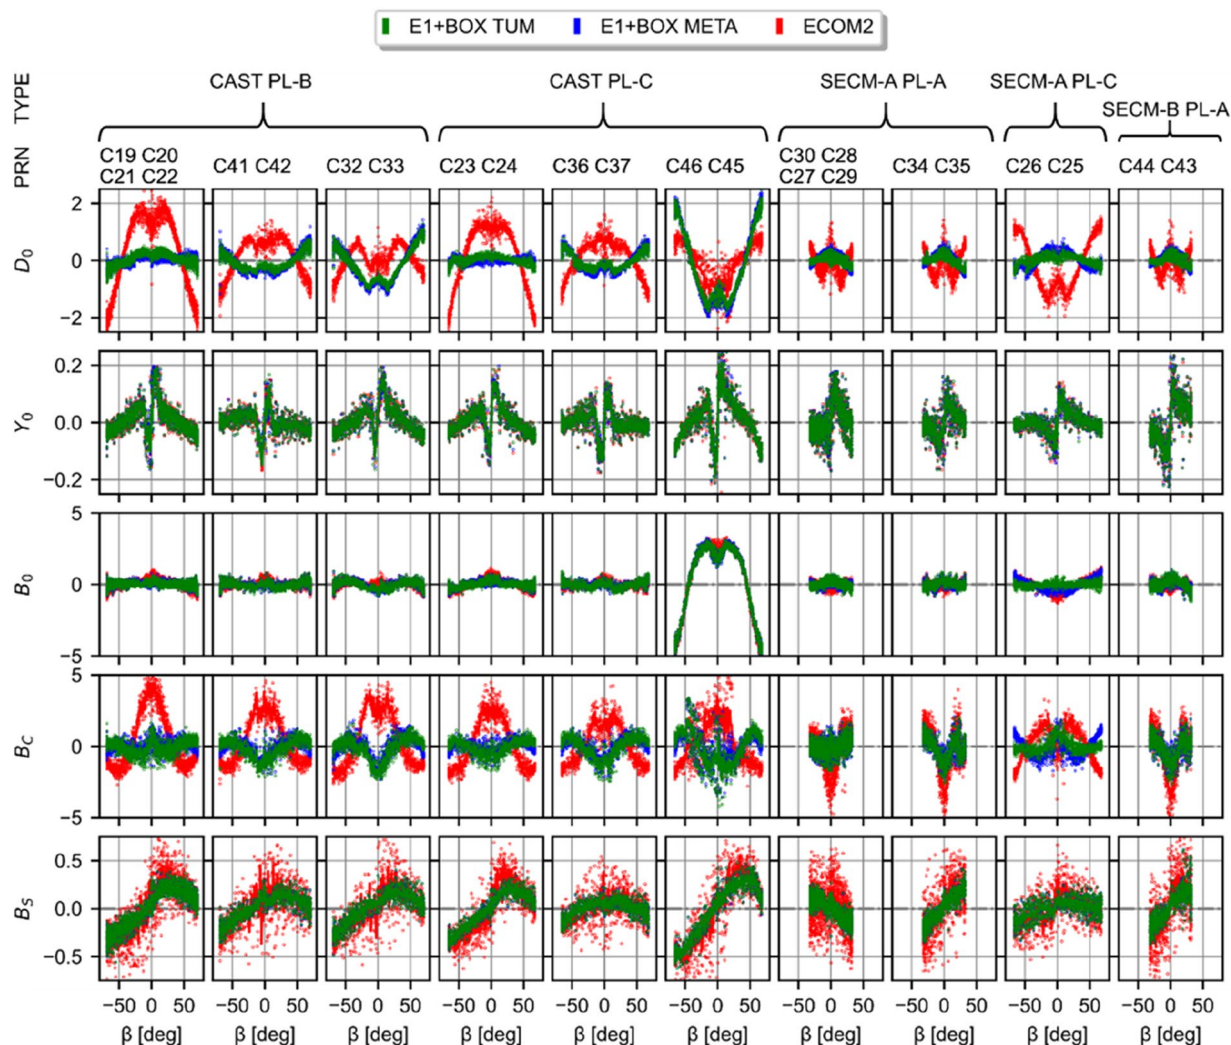 E1+BOX TUM E1+BOX META ECOM2
TYPE
CAST PL-B CAST PL-C SECM-A PL-A SECM-A PL-C
SECM-B PL-A
PRN
C19 C20
C21 C22
C41 C42
C32 C33
C23 C24
C36 C37
C46 C45
C30 C28
C27 C29
C34 C35
C26 C25
C44 C43
D0
2
0
−2
Y0
0.2
0.0
−0.2
B0
5
0
−5
BC
5
0
−5
BS
0.5
0.0
−0.5
−50 0 50 −50 0 50 −50 0 50 −50 0 50 −50 0 50 −50 0 50 −50 0 50 −50 0 50 −50 0 50 −50 0 50
β [deg] β [deg] β [deg] β [deg] β [deg] β [deg] β [deg] β [deg] β [deg] β [deg]